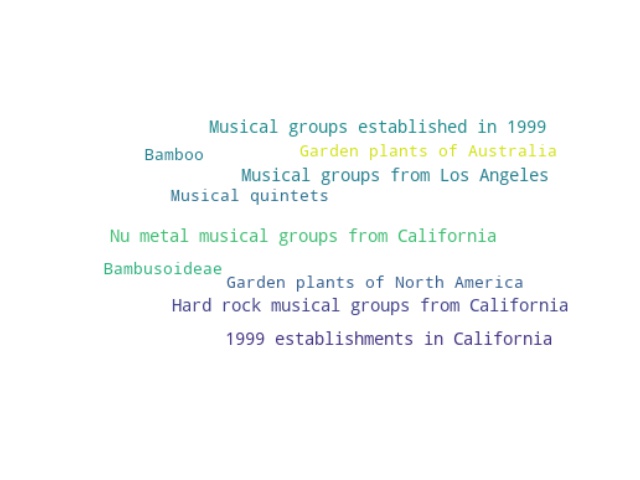 Musical groups established in 1999
Garden plants of Australia
Bamboo
Musical groups from Los Angeles
Musical quintets
Nu metal musical groups from California
Bambusoideae
Garden plants of North America
Hard rock musical groups from California
1999 establishments in California